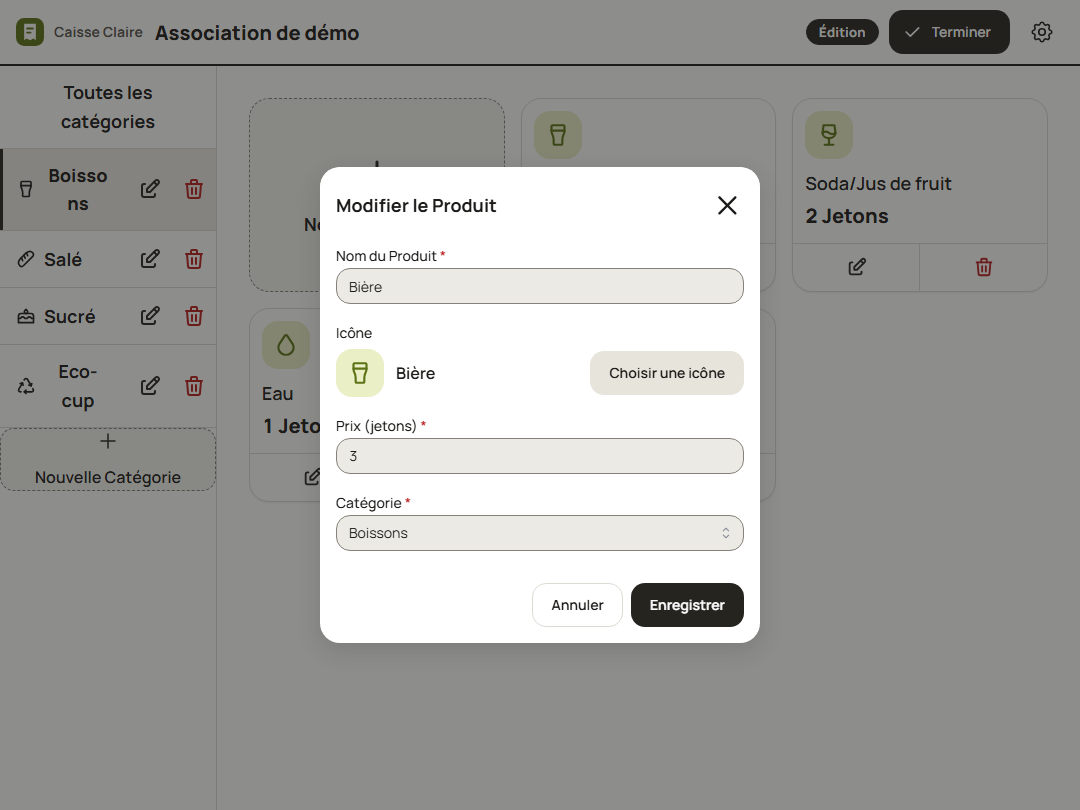 Caisse Claire
Association de démo
Édition
Terminer
Toutes les
catégories
Boisso
ns
Salé
Sucré
Eco-
cup
Nouvelle Catégorie
Soda/Jus de fruit
2 Jetons
Eau
Modifier le Produit
Nom du Produit *
Bière
Icône
Bière
Choisir une icône
Prix (jetons) *
3
Catégorie *
Boissons
Annuler
Enregistrer